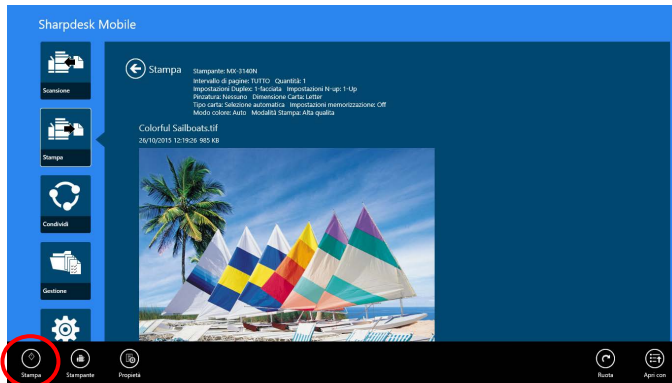 Sharpdesk Mobile
Scansione
Stampa
Condividi
Gestione
Stampa
Stampante: MX-3140N
Intervallo di pagine: TUTTO Quantità: 1
Impostazioni Duplex: 1-facciata Impostazioni N-up: 1-Up
Pinzatura: Nessuno Dimensione Carta: Letter
Tipo carta: Selezione automatica Impostazioni memorizzazione: Off
Modo colore: Auto Modalità Stampa: Alta qualita
Colorful Sailboats.tif
26/10/2015 12:19:26 985 KB
Stampa
Stampante
Propietà
Ruota
Apri con